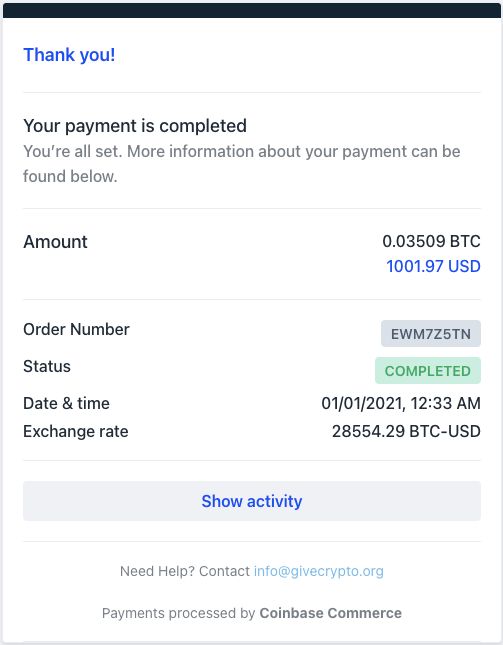 Thank you!
Your payment is completed
You’re all set. More information about your payment can be
found below.
Amount
0.03509 BTC
1001.97 USD
Order Number
EWM7Z5TN
Status
COMPLETED
Date & time
01/01/2021, 12:33 AM
Exchange rate
28554.29 BTC-USD
Show activity
Need Help? Contact info@givecrypto.org
Payments processed by Coinbase Commerce